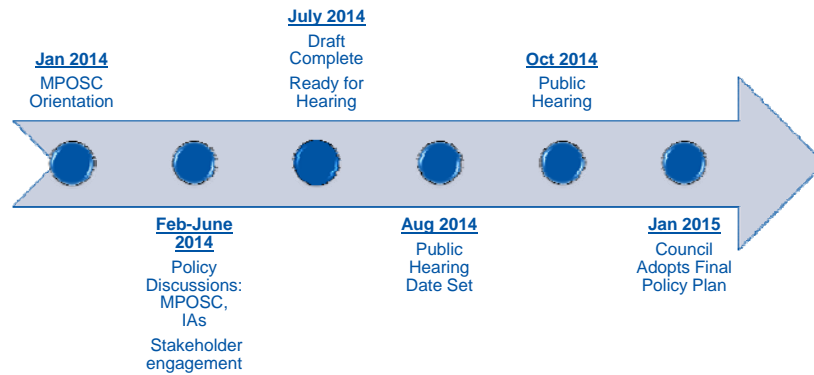 Jan 2014
MPOSC
Orientation
Feb-June
2014
Policy
Discussions:
MPOSC,
IAs
Stakeholder
engagement
July 2014
Draft
Complete
Ready for
Hearing
Aug 2014
Public
Hearing
Date Set
Oct 2014
Public
Hearing
Jan 2015
Council
Adopts Final
Policy Plan